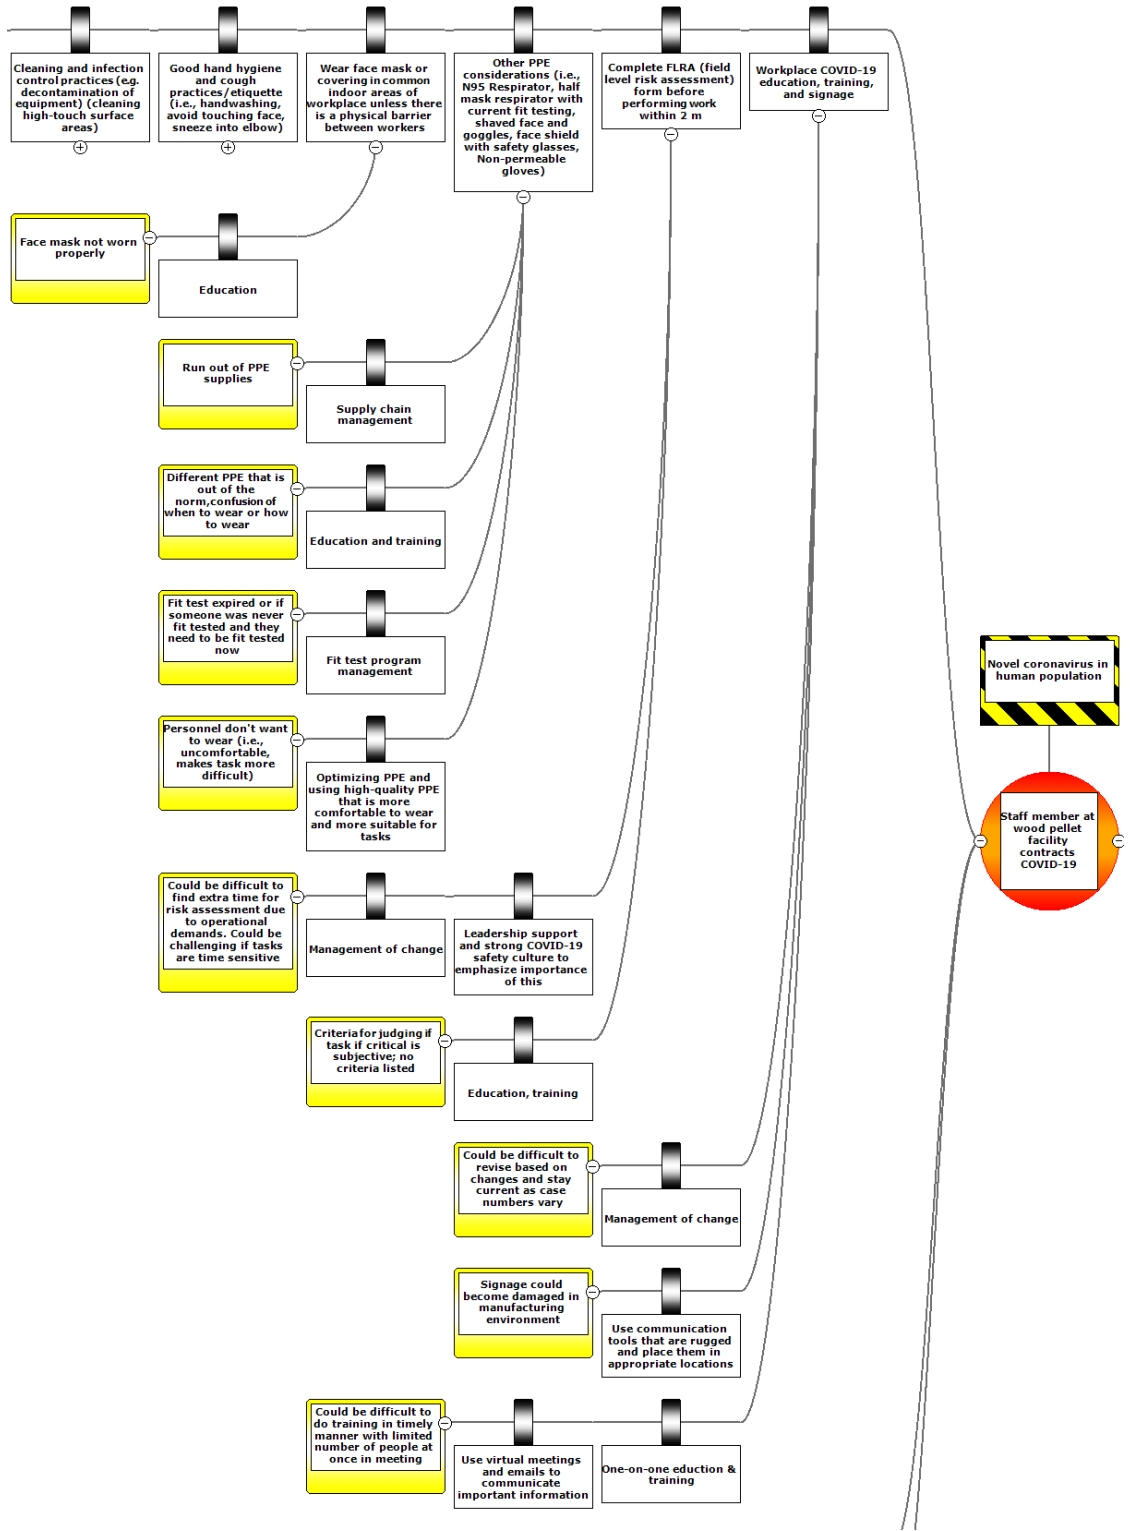 Cleaning and infection
control practices (e.g.
decontamination of
equipment) (cleaning
high-touch surface
areas)
Good hand hygiene
and cough
practices/etiquette
(i.e., handwashing,
avoid touching face,
sneeze into elbow)
Wear face mask or
covering in common
indoor areas of
workplace unless there
is a physical barrier
between workers
Other PPE
considerations (i.e.,
N95 Respirator, half
mask respirator with
current fit testing,
shaved face and
goggles, face shield
with safety glasses,
Non-permeable
gloves)
Complete FLRA (field
level risk assessment)
form before
performing work
within 2 m
Workplace COVID-19
education, training,
and signage
Face mask not worn
properly
Education
Run out of PPE
supplies
Supply chain
management
Different PPE that is
out of the
norm,confusion of
when to wear or how
to wear
Education and training
Fit test expired or if
someone was never
fit tested and they
need to be fit tested
now
Fit test program
management
Novel coronavirus in
human population
Personnel don't want
to wear (i.e.,
uncomfortable,
makes task more
difficult)
Optimizing PPE and
using high-quality PPE
that is more
comfortable to wear
and more suitable for
tasks
Staff member at
wood pellet
facility
contracts
COVID-19
Could be difficult to
find extra time for
risk assessment due
to operational
demands. Could be
challenging if tasks
are time sensitive
Management of change
Leadership support
and strong COVID-19
safety culture to
emphasize importance
of this
Criteria for judging if
task if critical is
subjective; no
criteria listed
Education, training
Could be difficult to
revise based on
changes and stay
current as case
numbers vary
Management of change
Signage could
become damaged in
manufacturing
environment
Use communication
tools that are rugged
and place them in
appropriate locations
Could be difficult to
do training in timely
manner with limited
number of people at
once in meeting
Use virtual meetings
and emails to
communicate
important information
One-on-one eduction &
training